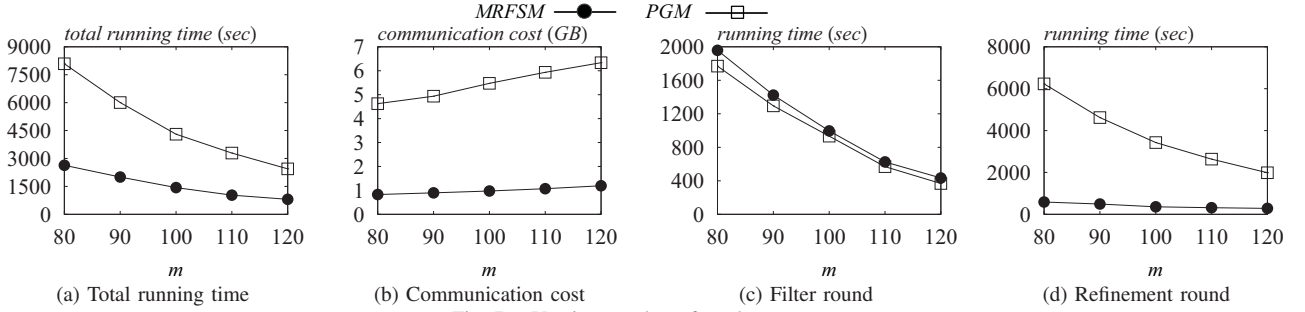 MRFSM PGM
total running time (sec)
9000
7500
6000
4500
3000
1500
0
80 90 100 110 120
m
(a) Total running time
communication cost (GB)
7
6
5
4
3
2
1
0
80 90 100 110 120
m
(b) Communication cost
running time (sec)
2000
1600
1200
800
400
0
80 90 100 110 120
m
(c) Filter round
running time (sec)
8000
6000
4000
2000
0
80 90 100 110 120
m
(d) Refinement round